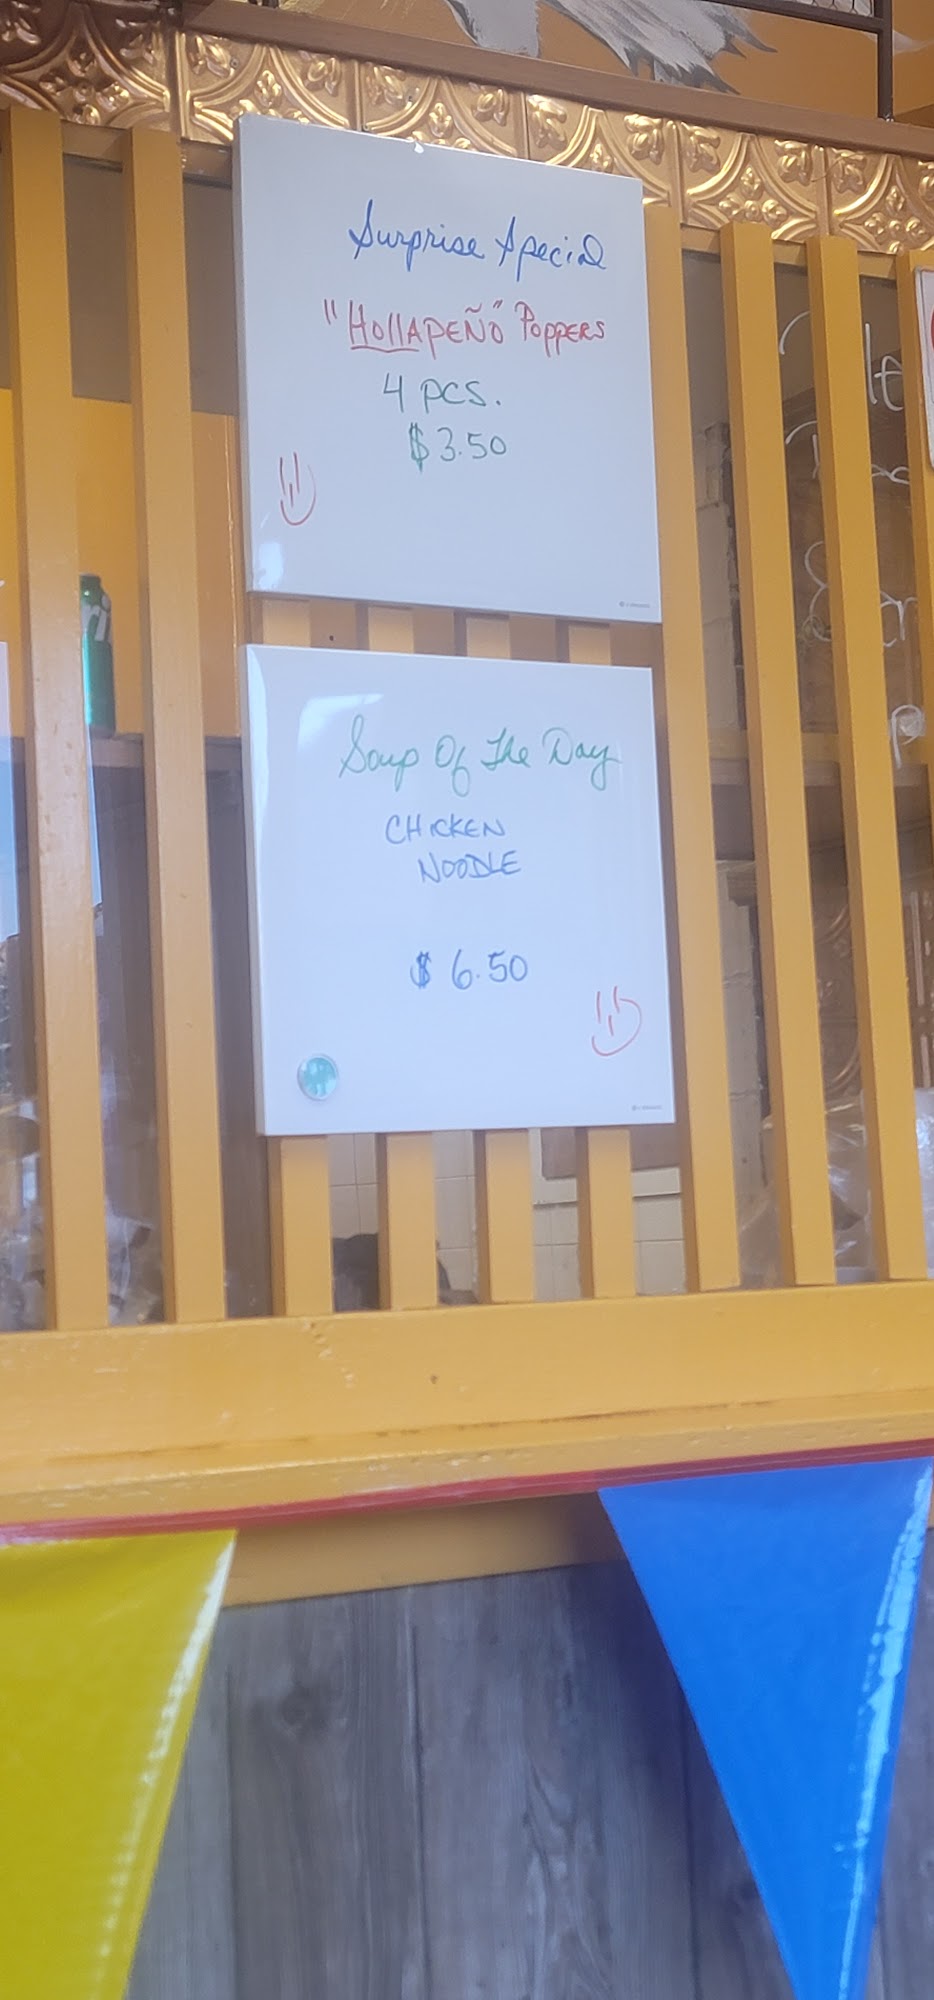 Surprise Special
"HOllAPEÑO" POPPERS
4 PCS.
$3.50
Soup Of The Day
CHICKEN
NOODLE
$6.50